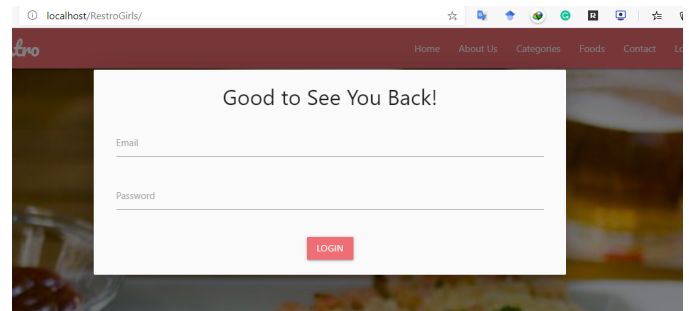 localhost/RestroGirls/
Home About Us Categories Foods Contact
Good to See You Back!
Email
Password
LOGIN